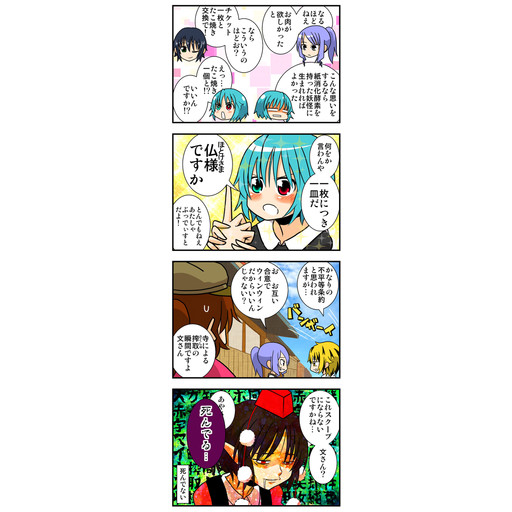 なる
ほど
ねえ
お肉が
欲しかった
と
なら
こういうの
はどお?
チケット
一枚と
たこ焼き
交換で!
こんな思いを
するなら
紙消化酵素を
持った妖怪に
生まれれば
よかった
えっ…
たこ焼
一個と!?
いいん
ですか!?
何をか
言わんや
一枚につき
一皿だ
ほとけさま
仏様
ですか
とんでもねえ
あたしゃ
ぶっでぃすと
だよ!
かなりの
不平等条約
と思われ
ますが…
バンボーイ
お お互い
合意で
ウィンウィン
だからいいん
じゃない?
寺による
搾取の
瞬間ですよ
文さん
これスクープ
にならない
ですかね…
文さん?
あや
死んでる…
死んでない